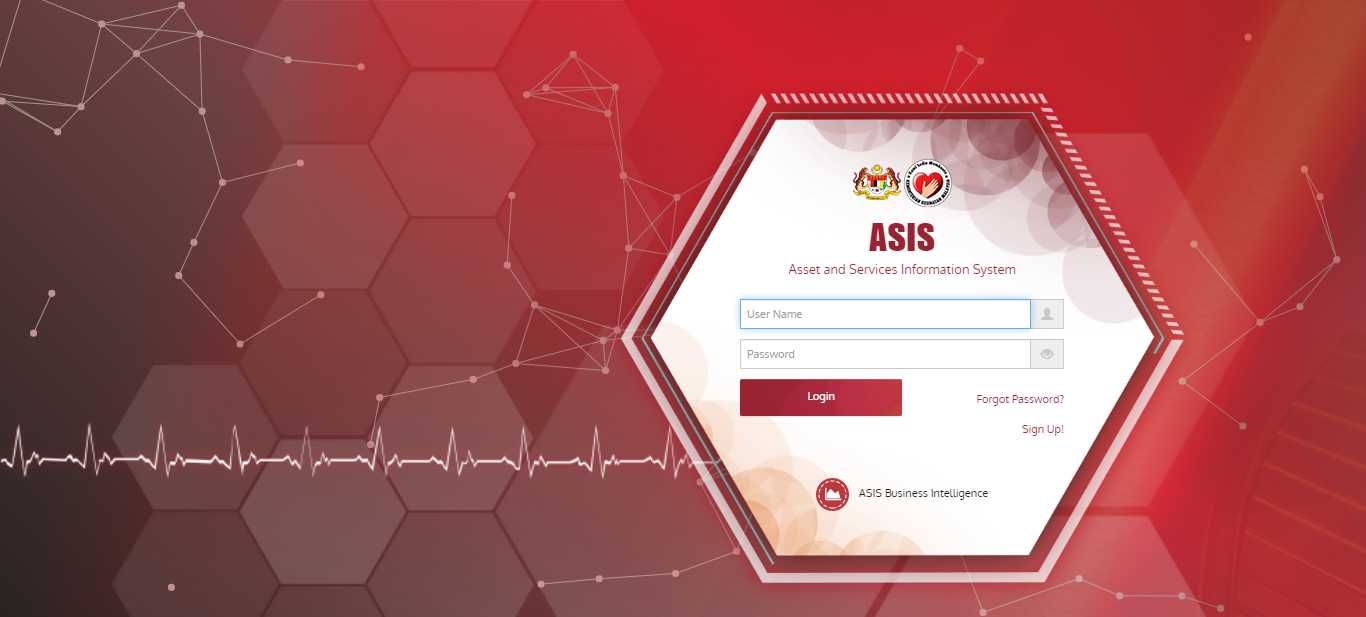 ASIS
Asset and Services Information System
User Name
Password
Login
Forgot Password?
Sign Up!
ASIS Business Intelligence